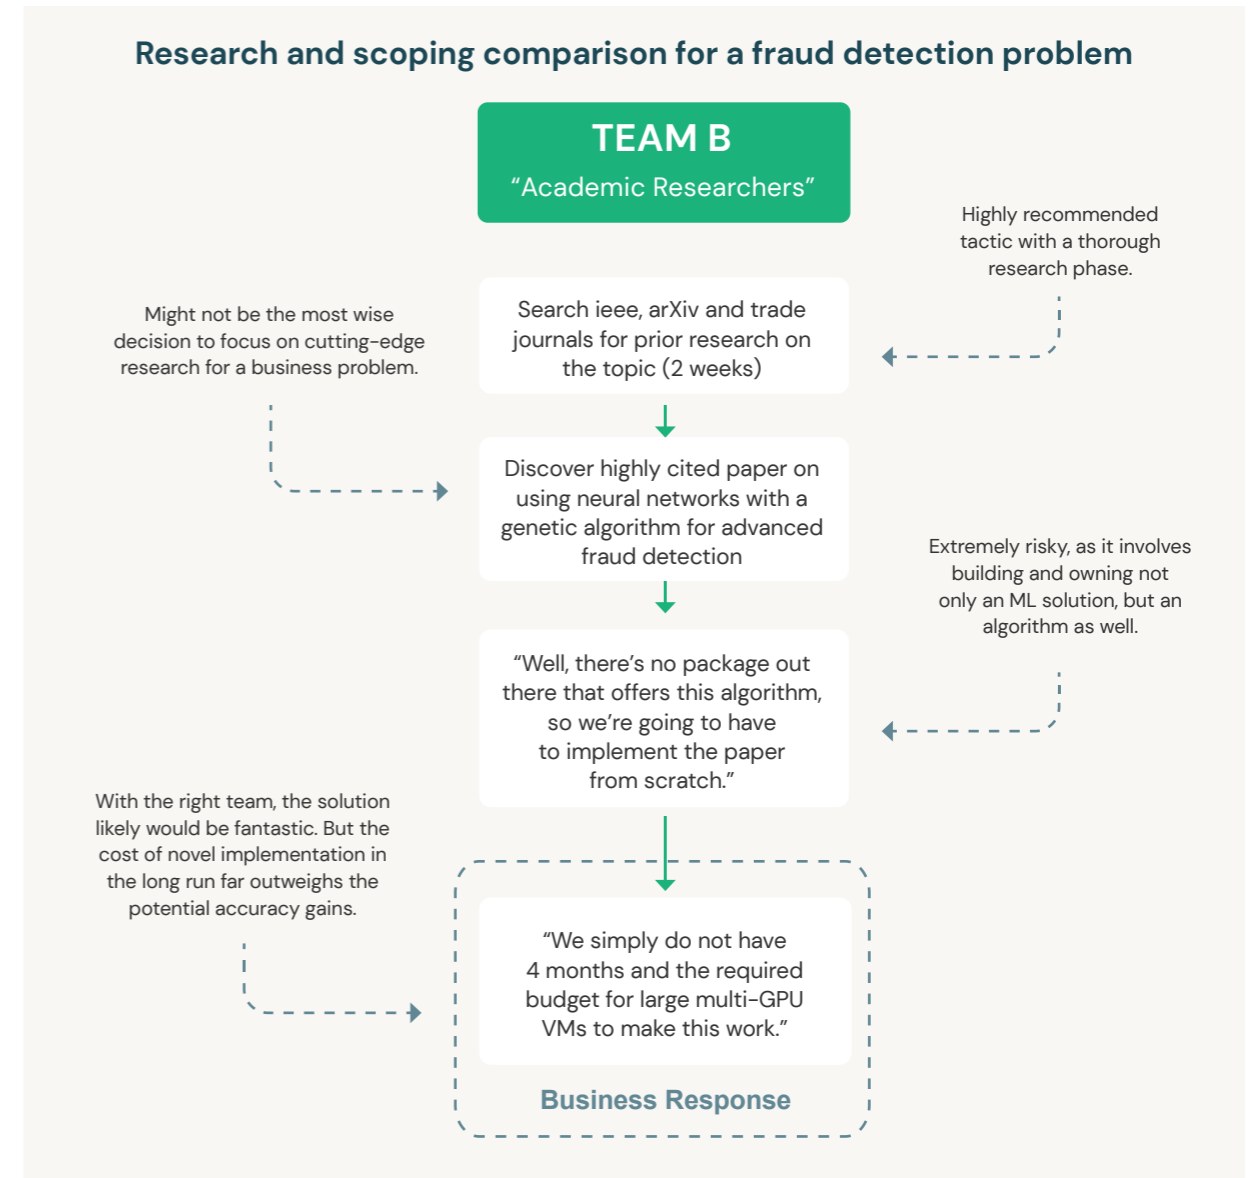 Research and scoping comparison for a fraud detection problem
TEAM B
“Academic Researchers”
Highly recommended
tactic with a thorough
research phase.
Search ieee, arXiv and trade
journals for prior research on
the topic (2 weeks)
Might not be the most wise
decision to focus on cutting-edge
research for a business problem.
Discover highly cited paper on
using neural networks with a
genetic algorithm for advanced
fraud detection
Extremely risky, as it involves
building and owning not
only an ML solution, but an
algorithm as well.
“Well, there’s no package out
there that offers this algorithm,
so we’re going to have
to implement the paper
from scratch.”
With the right team, the solution
likely would be fantastic. But the
cost of novel implementation in
the long run far outweighs the
potential accuracy gains.
“We simply do not have
4 months and the required
budget for large multi-GPU
VMs to make this work.”
Business Response